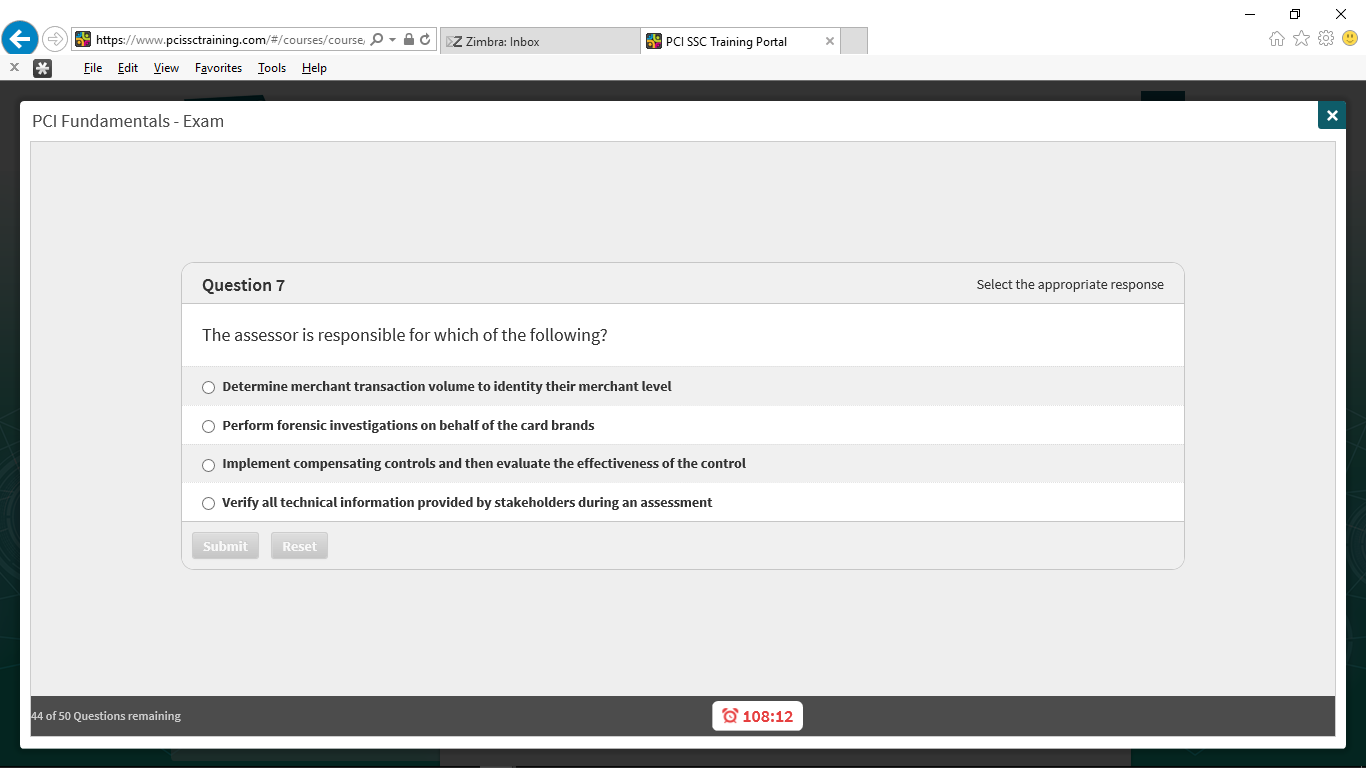 https://www.pcissctraining.com/#/courses/course,
Zimbra: Inbox
PCI SSC Training Portal
File Edit View Favorites Tools Help
PCI Fundamentals - Exam
Question 7
Select the appropriate response
The assessor is responsible for which of the following?
Determine merchant transaction volume to identity their merchant level
Perform forensic investigations on behalf of the card brands
Implement compensating controls and then evaluate the effectiveness of the control
Verify all technical information provided by stakeholders during an assessment
Submit Reset
44 of 50 Questions remaining
108:12